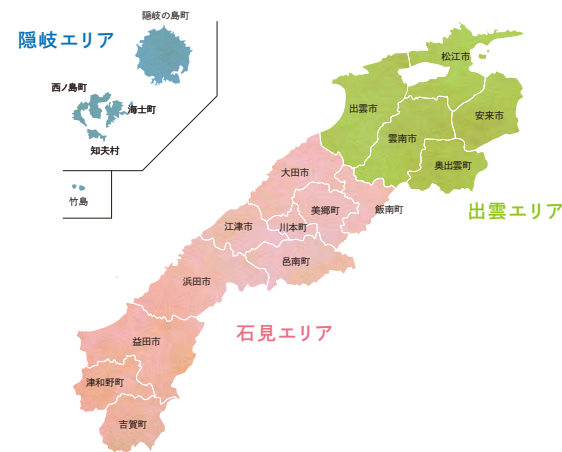 隠岐の島町
隠岐エリア
松江市
西ノ島町
海士町
出雲市
安来市
雲南市
知夫村
奥出雲町
大田市
竹島
美郷町
飯南町
出雲エリア
江津市
川本町
邑南町
浜田市
石見エリア
益田市
津和野町
吉賀町